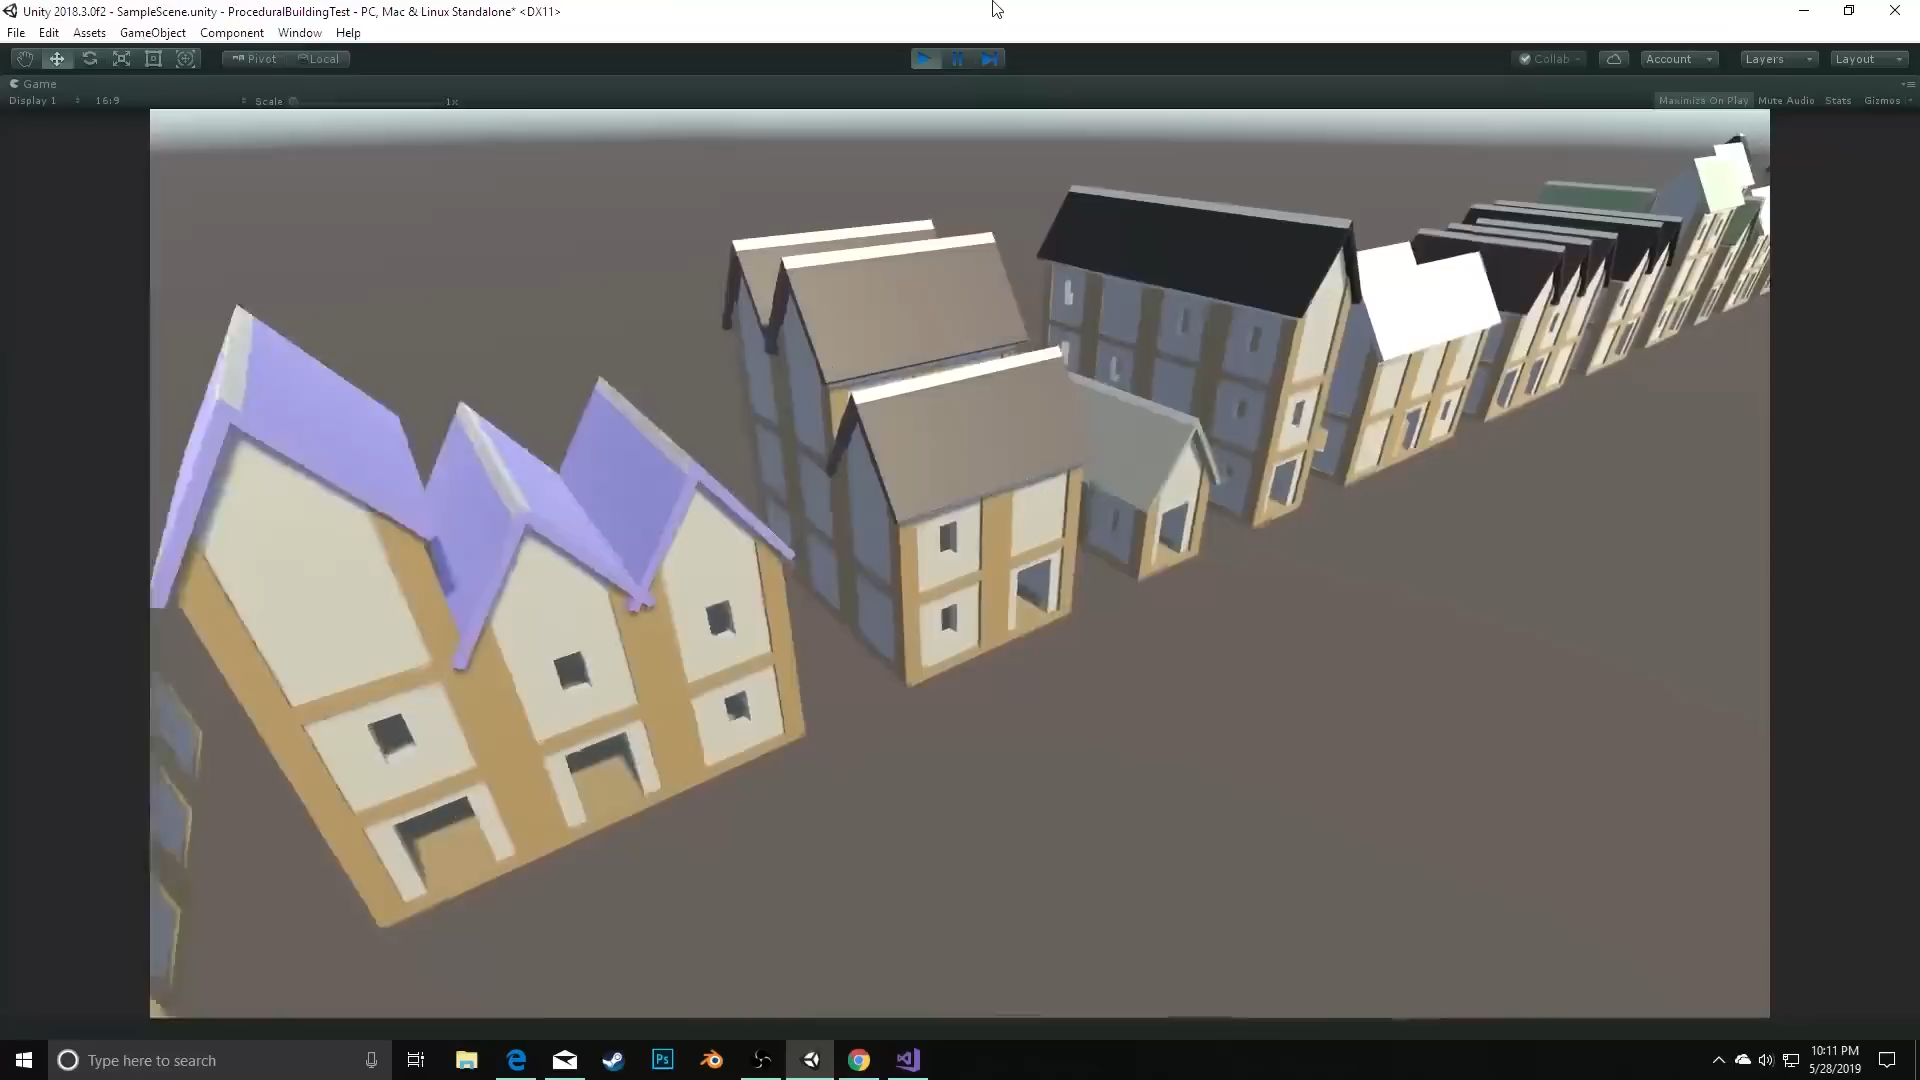 Unity 2018.3.0f2 - SampleScene.unity - ProceduralBuildingTest - PC, Mac & Linux Standalone* <DX11>
File Edit Assets GameObject Component Window Help
Pivot Local Collab Account Layers Layout
Game
Display 1 16:9 Scale 1x Maximize On Play Mute Audio Stats Gizmos
Type here to search Ps 10:11 PM
5/28/2019